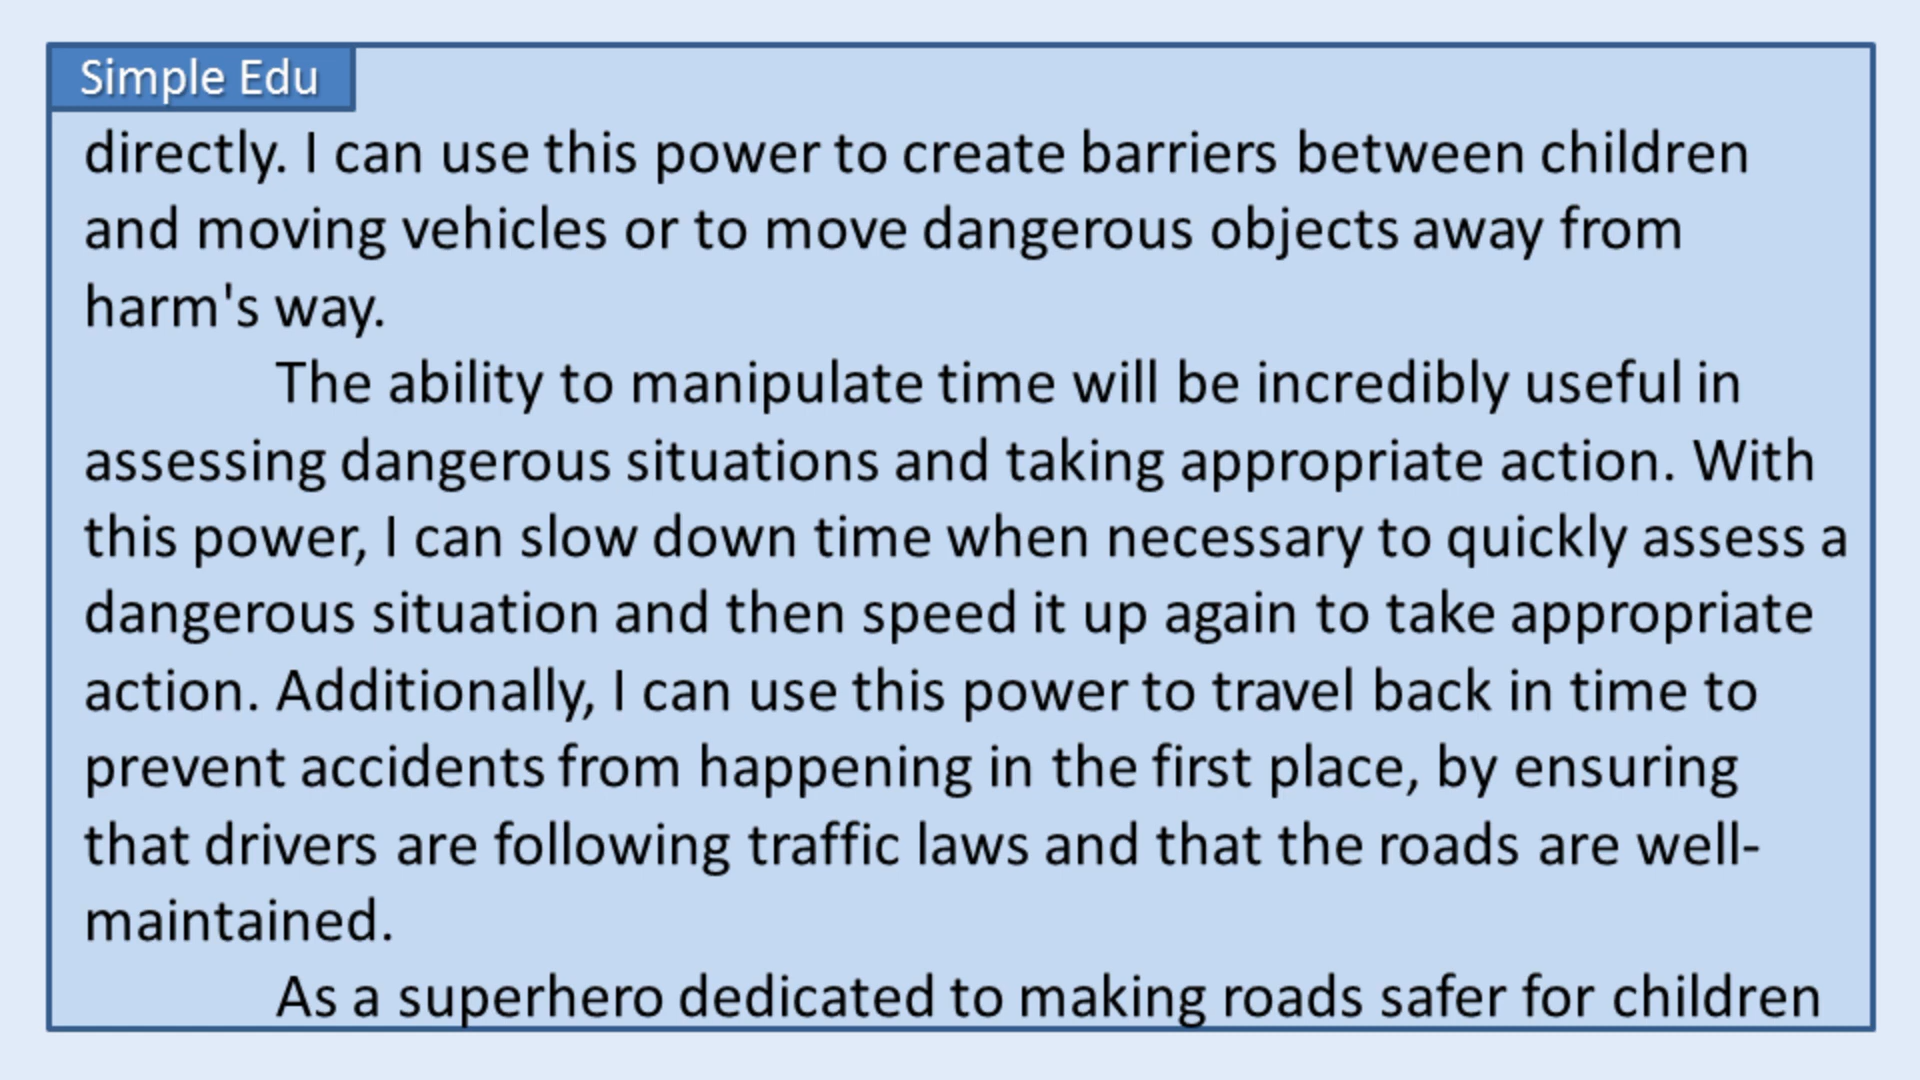 Simple Edu
directly. I can use this power to create barriers between children
and moving vehicles or to move dangerous objects away from
harm's way.
The ability to manipulate time will be incredibly useful in
assessing dangerous situations and taking appropriate action. With
this power, I can slow down time when necessary to quickly assess a
dangerous situation and then speed it up again to take appropriate
action. Additionally, I can use this power to travel back in time to
prevent accidents from happening in the first place, by ensuring
that drivers are following traffic laws and that the roads are well-
maintained.
As a superhero dedicated to making roads safer for children